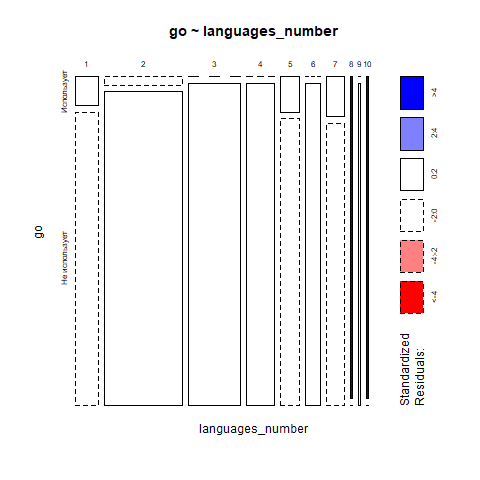 go ~ languages_number
1 2 3 4 5 6 7 8 9 10
Использует
Не использует
go
languages_number
>4
2:4
0:2
-2:0
-4:-2
<-4
Standardized
Residuals: